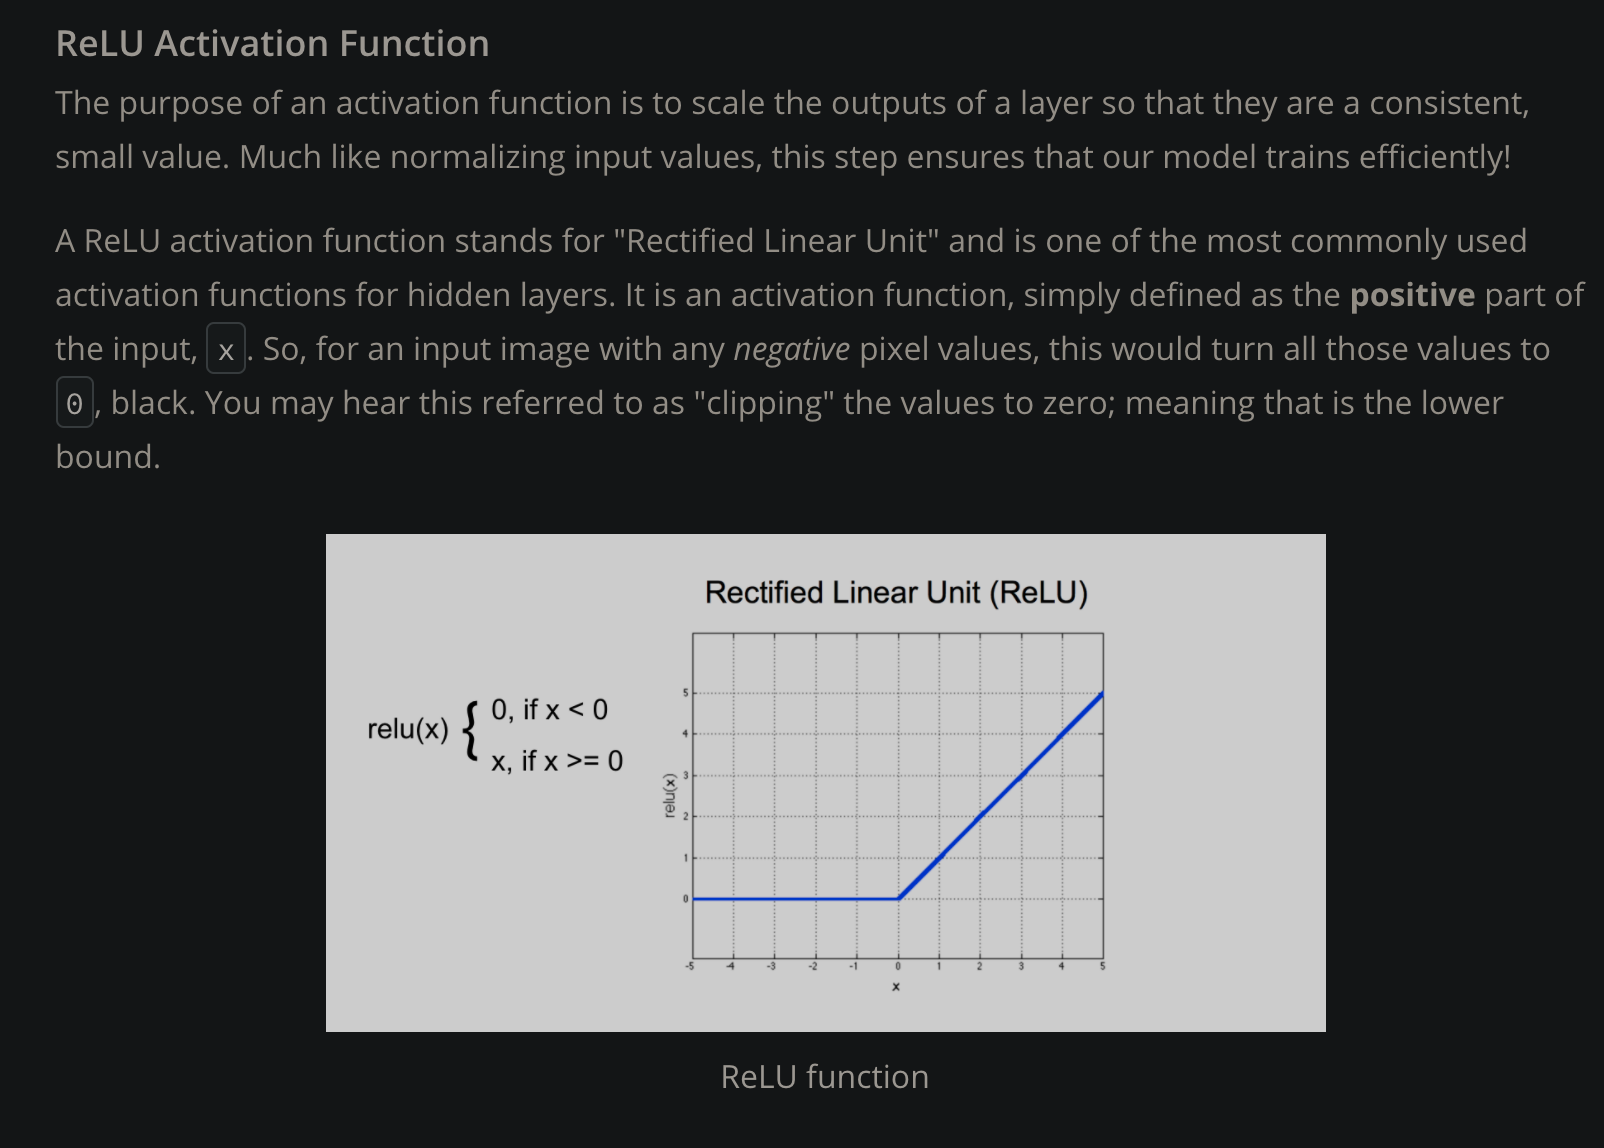 ReLU Activation Function
The purpose of an activation function is to scale the outputs of a layer so that they are a consistent,
small value. Much like normalizing input values, this step ensures that our model trains efficiently!
A ReLU activation function stands for "Rectified Linear Unit" and is one of the most commonly used
activation functions for hidden layers. It is an activation function, simply defined as the positive part of
the input, x. So, for an input image with any negative pixel values, this would turn all those values to
0, black. You may hear this referred to as "clipping" the values to zero; meaning that is the lower
bound.
Rectified Linear Unit (ReLU)
relu(x) {
0, if x < 0
x, if x >= 0
relu(x)
5
4
3
2
1
0
-5 -4 -3 -2 -1 0 1 2 3 4 5
x
ReLU function